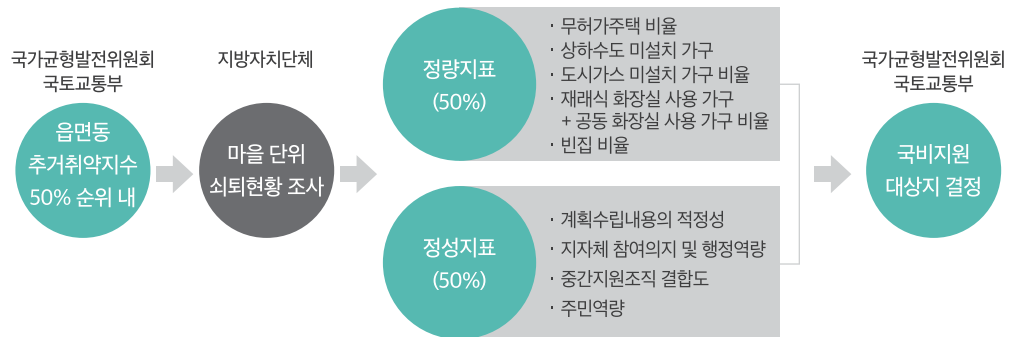 국가균형발전위원회
국토교통부
읍면동
추거취약지수
50% 순위 내
지방자치단체
마을 단위
쇠퇴현황 조사
정량지표
(50%)
· 무허가주택 비율
· 상하수도 미설치 가구
· 도시가스 미설치 가구 비율
· 재래식 화장실 사용 가구
+ 공동 화장실 사용 가구 비율
· 빈집 비율
정성지표
(50%)
· 계획수립내용의 적정성
· 지자체 참여의지 및 행정역량
· 중간지원조직 결합도
· 주민역량
국가균형발전위원회
국토교통부
국비지원
대상지 결정